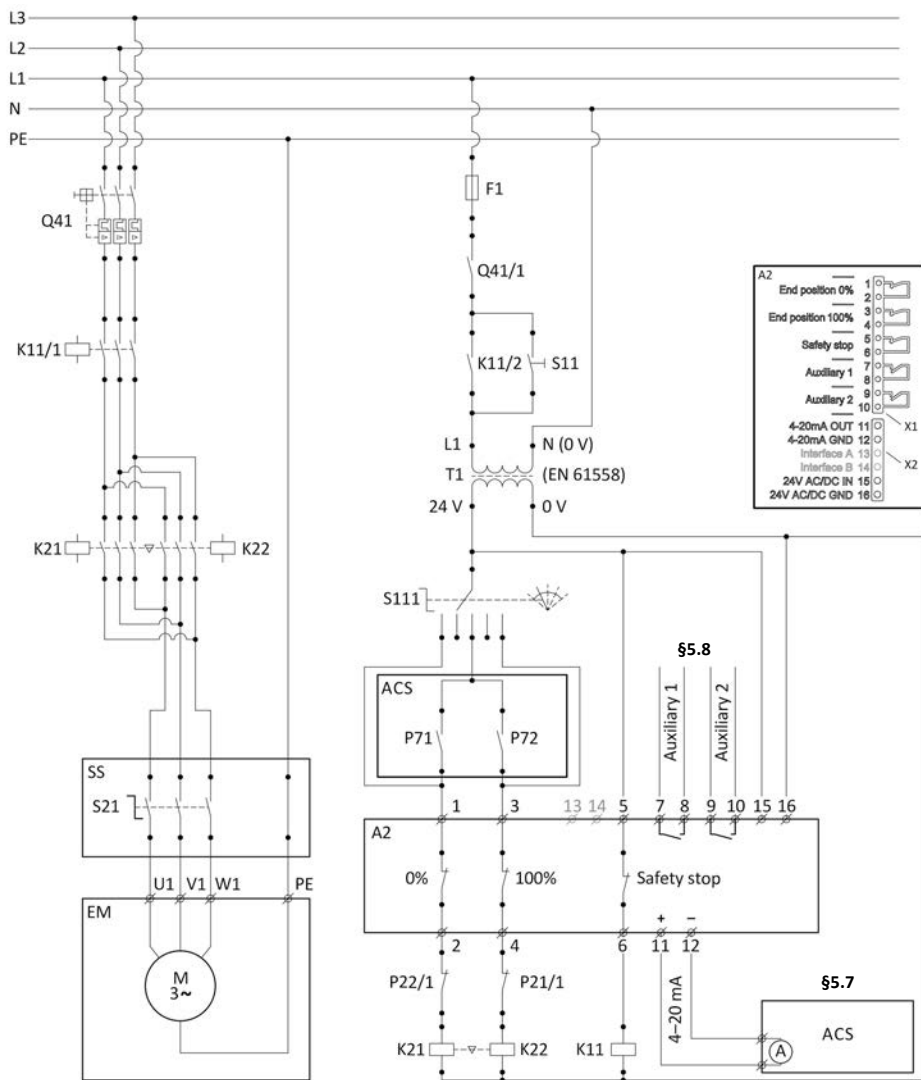 L3
L2
L1
N
PE
F1
Q41
Q41/1
K11/1
K11/2
S11
L1
N (0 V)
T1
(EN 61558)
24 V
0 V
K21
K22
S111
A2
End position 0%
1
2
End position 100%
3
4
Safety stop
5
6
Auxiliary 1
7
8
Auxiliary 2
9
10
X1
4-20mA OUT 11
4-20mA GND 12
X2
Interface A 13
Interface B 14
24V AC/DC IN 15
24V AC/DC GND 16
§5.8
Auxiliary 1
Auxiliary 2
ACS
P71
P72
SS
S21
1 3 13 14 5 7 8 9 10 15 16
A2
0%
100%
Safety stop
+ −
2 4 6 11 12
U1 V1 W1 PE
EM
M
3~
P22/1
P21/1
4–20 mA
K21
K22
K11
§5.7
ACS
A